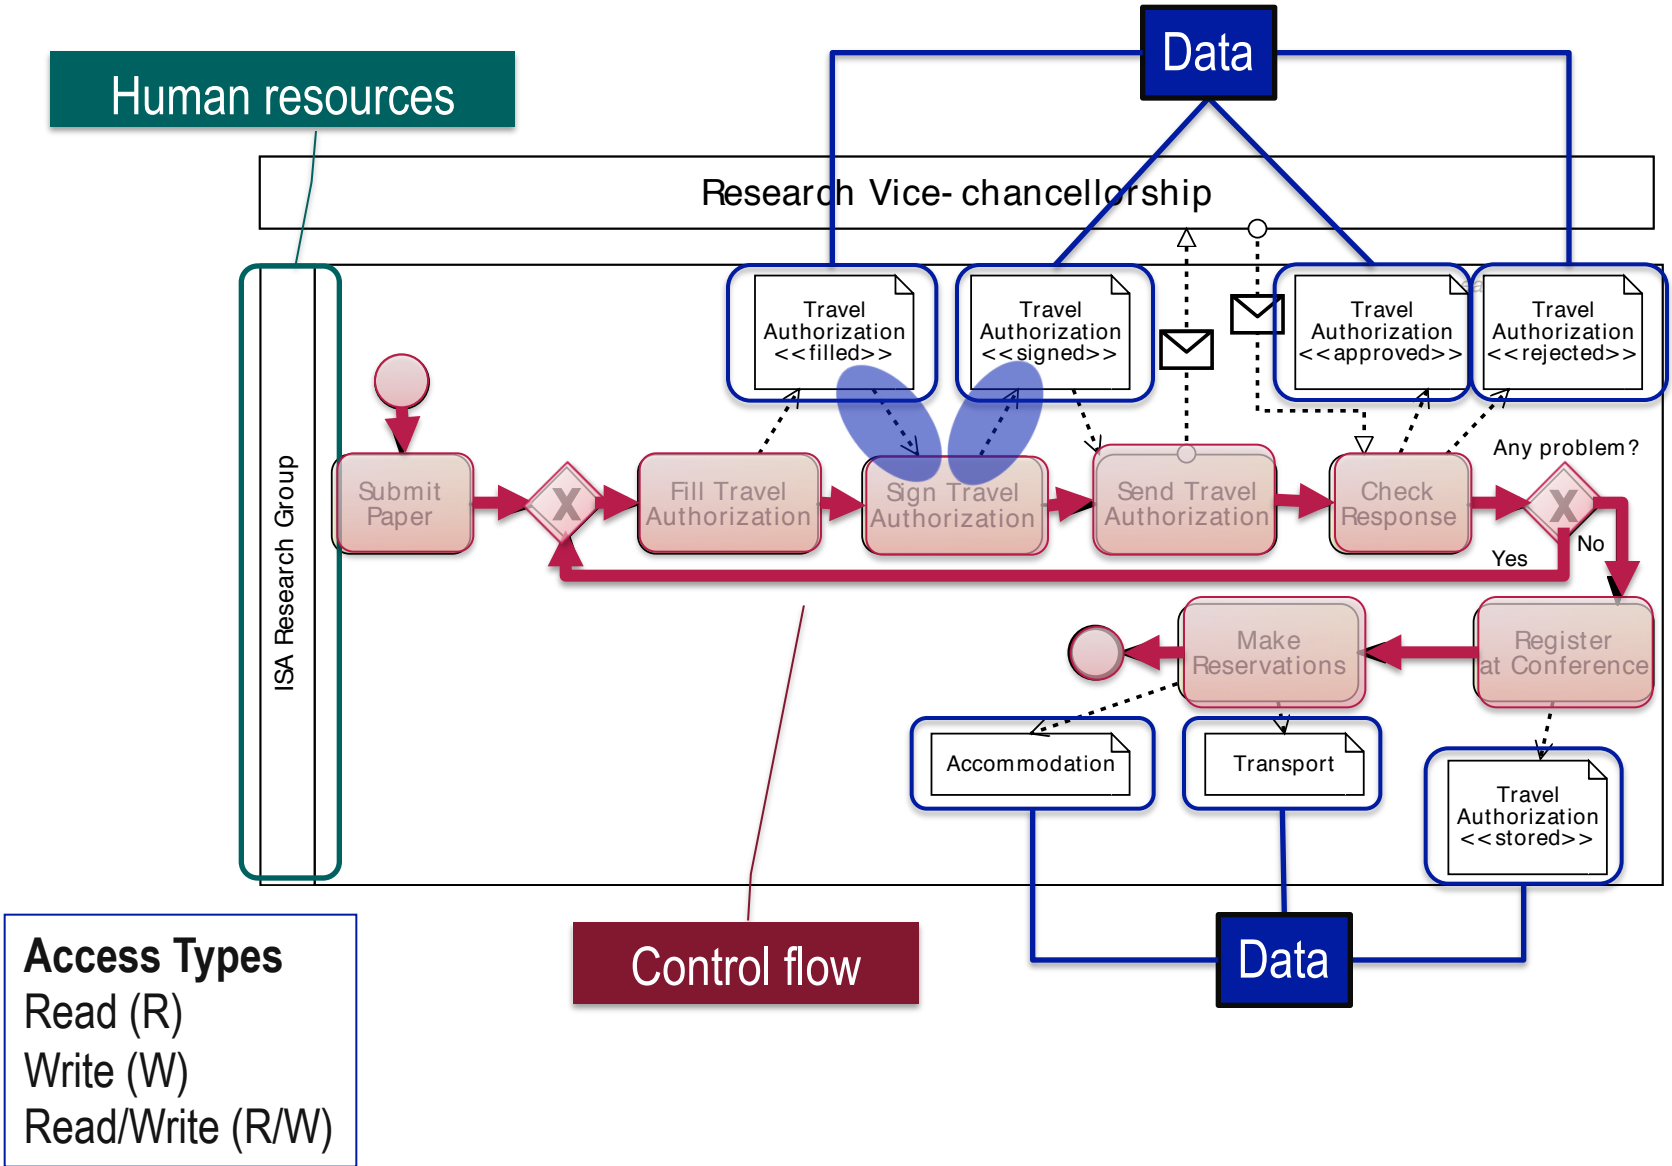 Data
Human resources
Research Vice- chancellorship
Travel
Authorization
<<filled>>
Travel
Authorization
<<signed>>
Travel
Authorization
<<approved>>
Travel
Authorization
<<rejected>>
Any problem?
ISA Research Group
Submit
Paper
X
Fill Travel
Authorization
Sign Travel
Authorization
Send Travel
Authorization
Check
Response
X
Yes
No
Make
Reservations
Register
at Conference
Accommodation
Transport
Travel
Authorization
<<stored>>
Control flow
Data
Access Types
Read (R)
Write (W)
Read/Write (R/W)